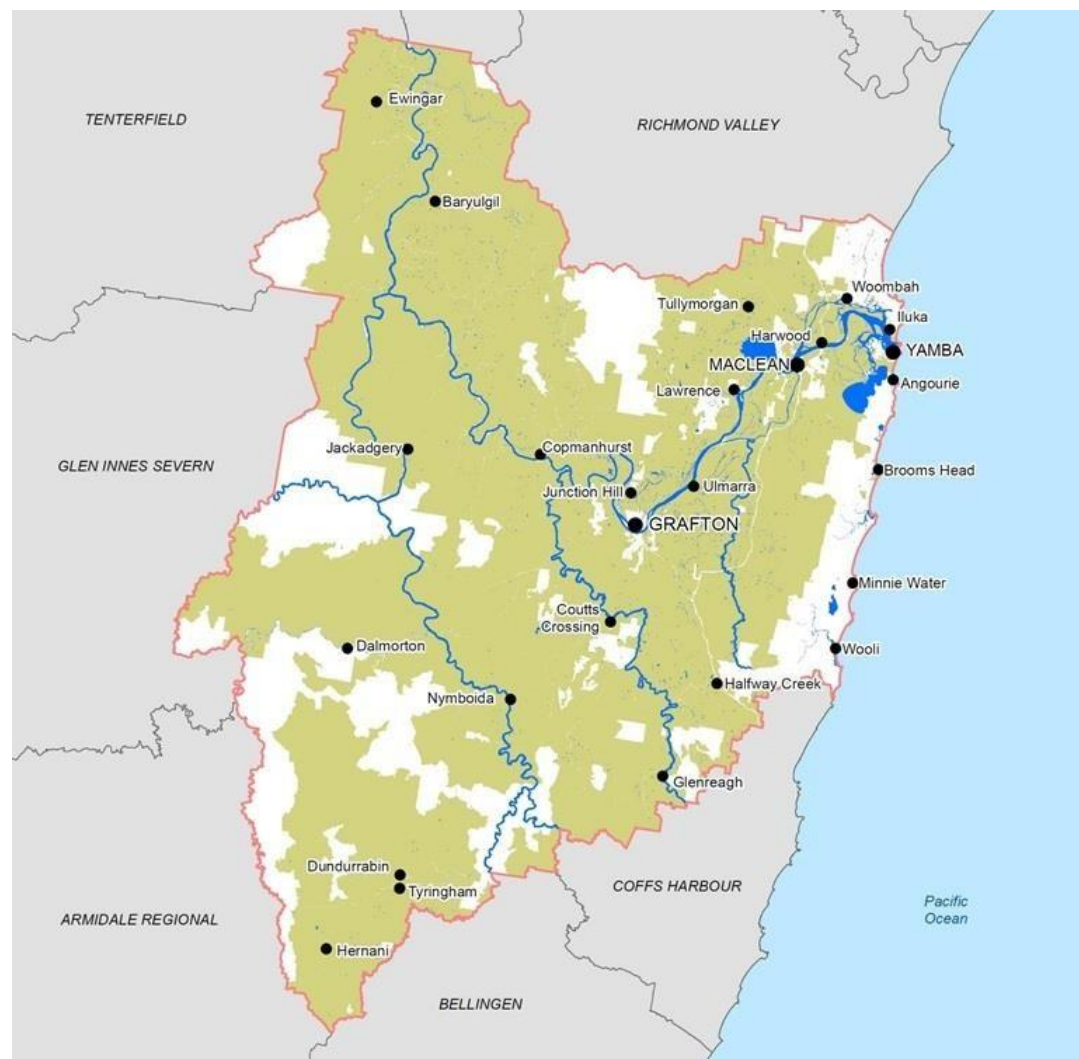 Ewingar
TENTERFIELD
RICHMOND VALLEY
Baryulgil
Woombah
Tullymorgan
Iluka
Harwood
YAMBA
MACLEAN
Angourie
Lawrence
Jackadgery
Copmanhurst
GLEN INNES SEVERN
Brooms Head
Junction Hill
Ulmarra
GRAFTON
Minnie Water
Coutts
Crossing
Dalmorton
Wooli
Halfway Creek
Nymboida
Glenreagh
Dundurrabin
Tyringham
COFFS HARBOUR
Pacific
Ocean
ARMIDALE REGIONAL
Hernani
BELLINGEN